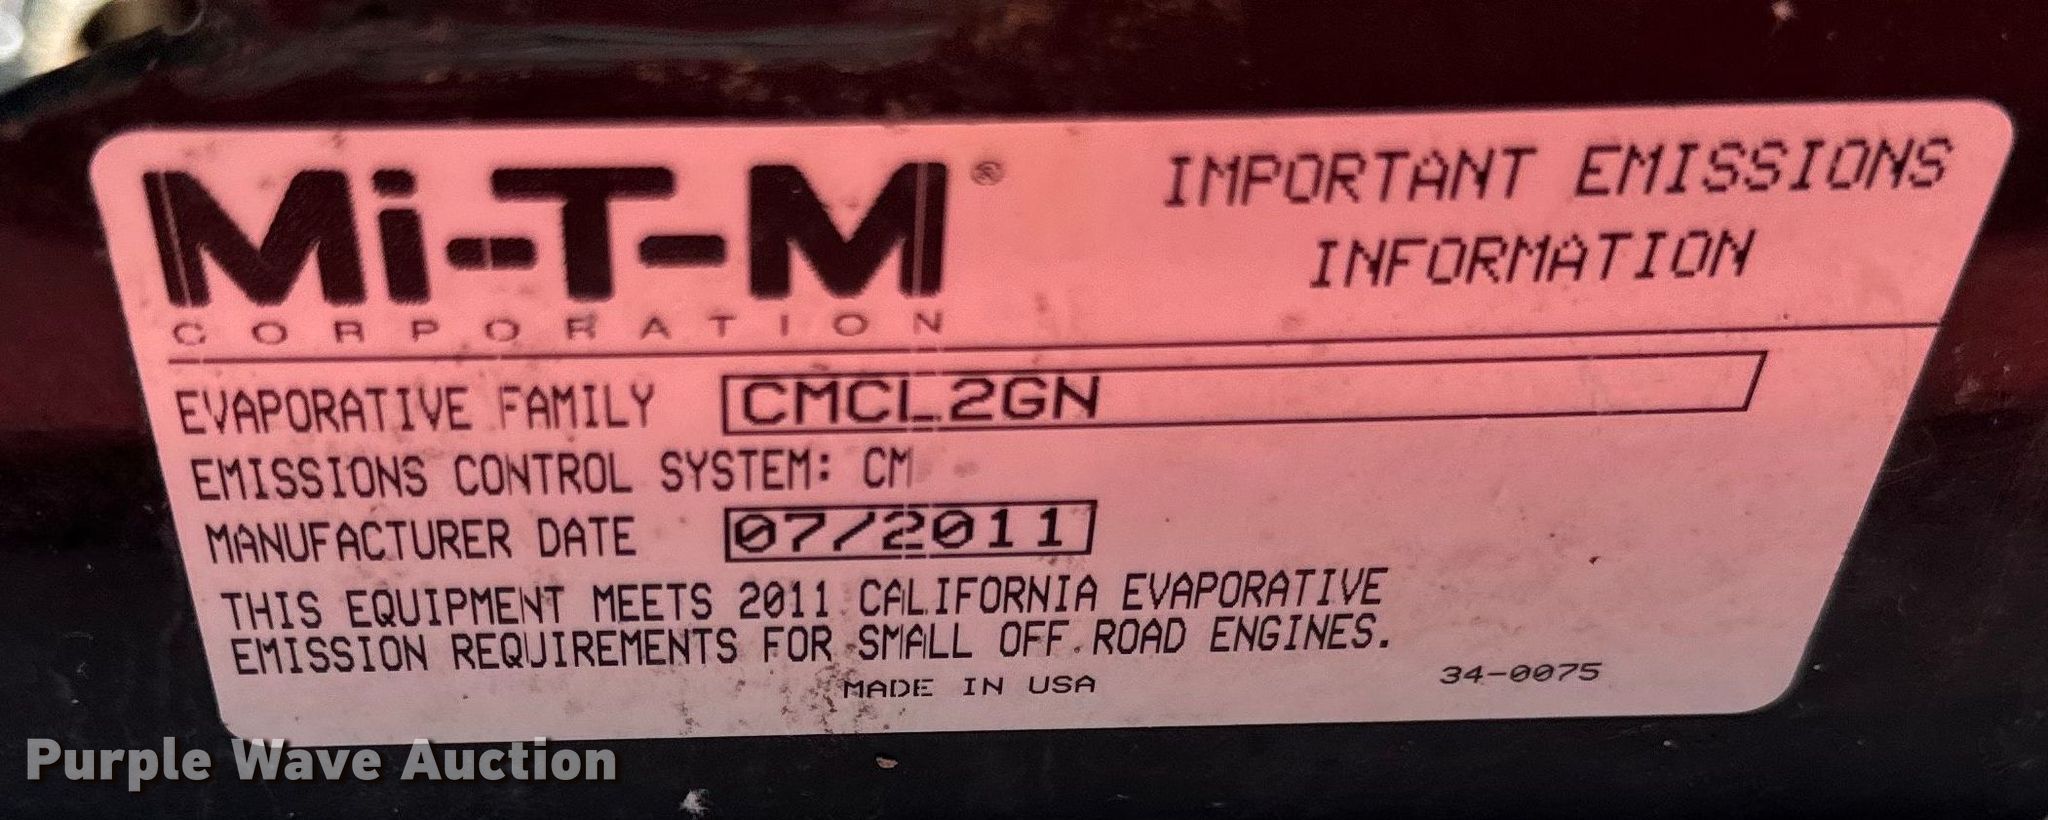 Mi-T-M®
CORPORATION
IMPORTANT EMISSIONS
INFORMATION
EVAPORATIVE FAMILY CMCL2GN
EMISSIONS CONTROL SYSTEM: CM
MANUFACTURER DATE 07/2011
THIS EQUIPMENT MEETS 2011 CALIFORNIA EVAPORATIVE
EMISSION REQUIREMENTS FOR SMALL OFF ROAD ENGINES.
MADE IN USA
34-0075
Purple Wave Auction